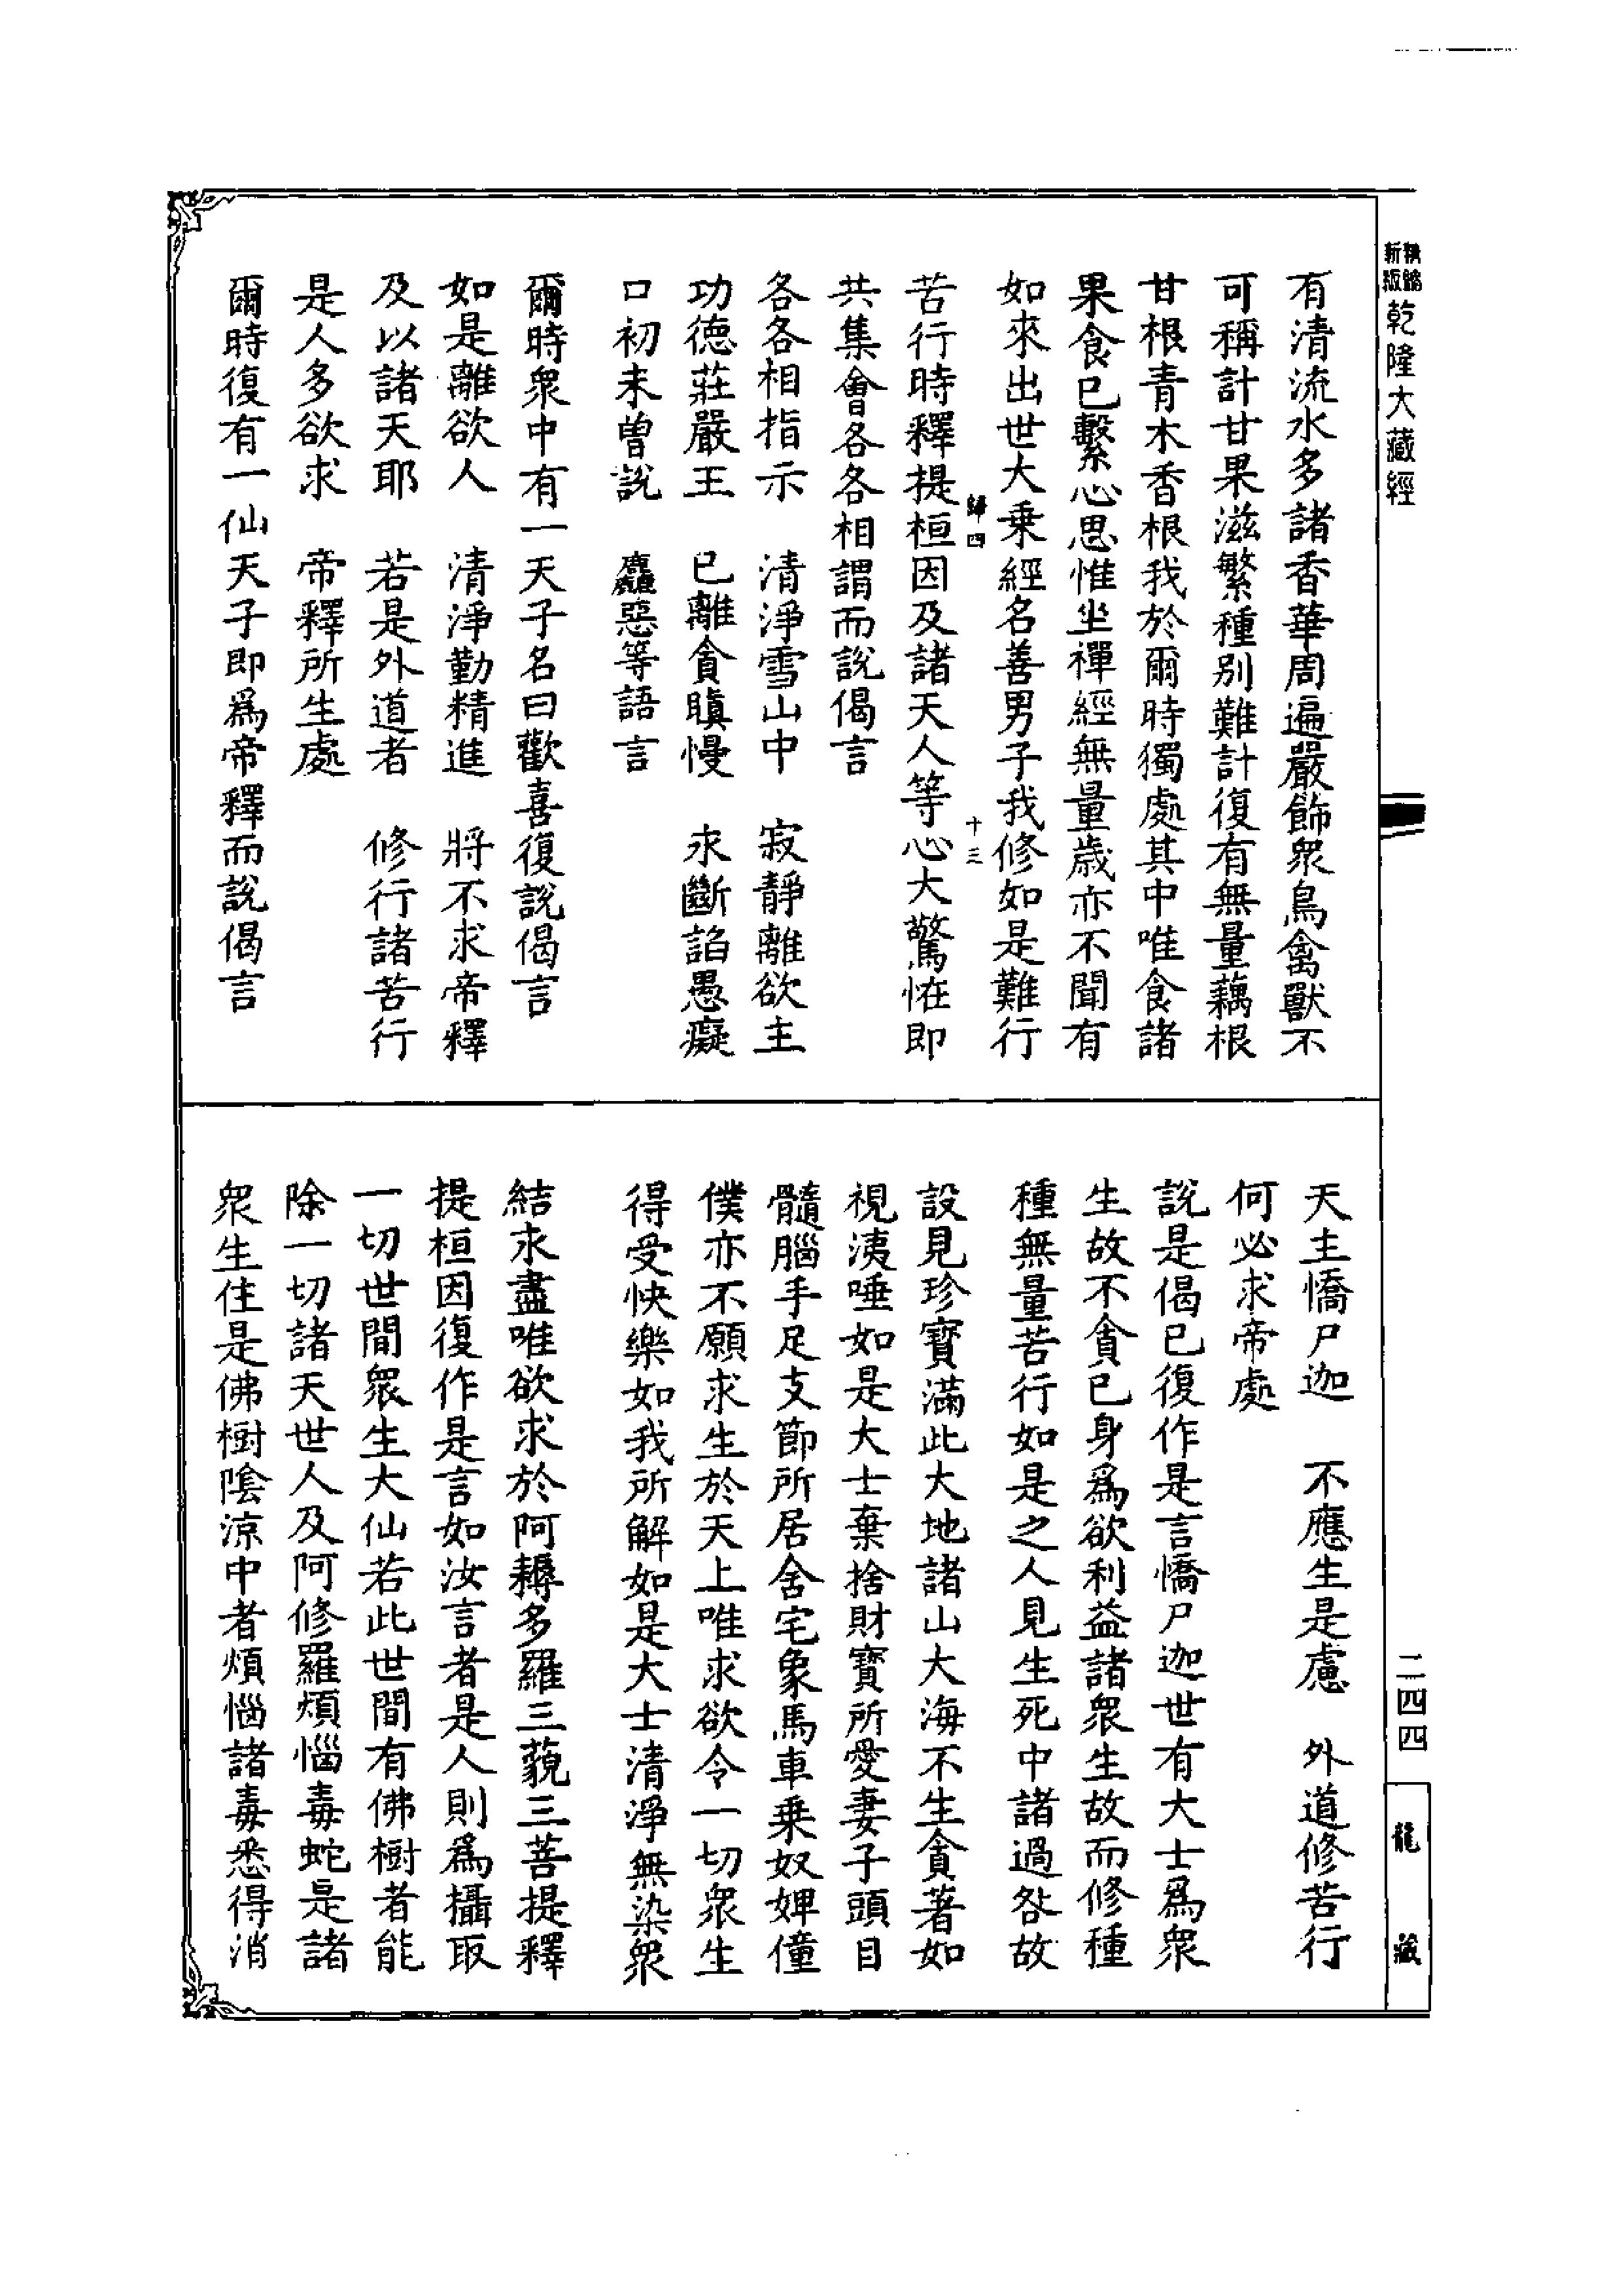 新版
精縮
乾隆大藏經
有清流水多諸香華周遍嚴飾衆鳥禽獸不
可稱計甘果滋繁種別難計復有無量藕根
甘根青木香根我於爾時獨處其中唯食諸
果食已繫心思惟坐禪經無量歲亦不聞有
如來出世大乘經名善男子我修如是難行
歸四
十三
苦行時釋提桓因及諸天人等心大驚怪即
共集會各各相謂而說偈言
各各相指示　清淨雪山中　寂靜離欲主
功德莊嚴王　已離貪瞋慢　永斷諂愚癡
口初未曾說　麤惡等語言
爾時衆中有一天子名曰歡喜復說偈言
如是離欲人　清淨勤精進　將不求帝釋
及以諸天耶　若是外道者　修行諸苦行
是人多欲求　帝釋所生處
爾時復有一仙天子即爲帝釋而說偈言
天主憍尸迦　不應生是慮　外道修苦行
何必求帝處
說是偈已復作是言憍尸迦世有大士爲衆
生故不貪已身爲欲利益諸衆生故而修種
種無量苦行如是之人見生死中諸過咎故
設見珍寶滿此大地諸山大海不生貪著如
視洟唾如是大士棄捨財寶所愛妻子頭目
髓腦手足支節所居舍宅象馬車乘奴婢僮
僕亦不願求生於天上唯求欲令一切衆生
得受快樂如我所解如是大士清淨無染衆
結永盡唯欲求於阿耨多羅三藐三菩提釋
提桓因復作是言如汝言者是人則爲攝取
一切世間衆生大仙若此世間有佛樹者能
除一切諸天世人及阿修羅煩惱毒蛇是諸
衆生住是佛樹陰涼中者煩惱諸毒悉得消
二四四
龍藏